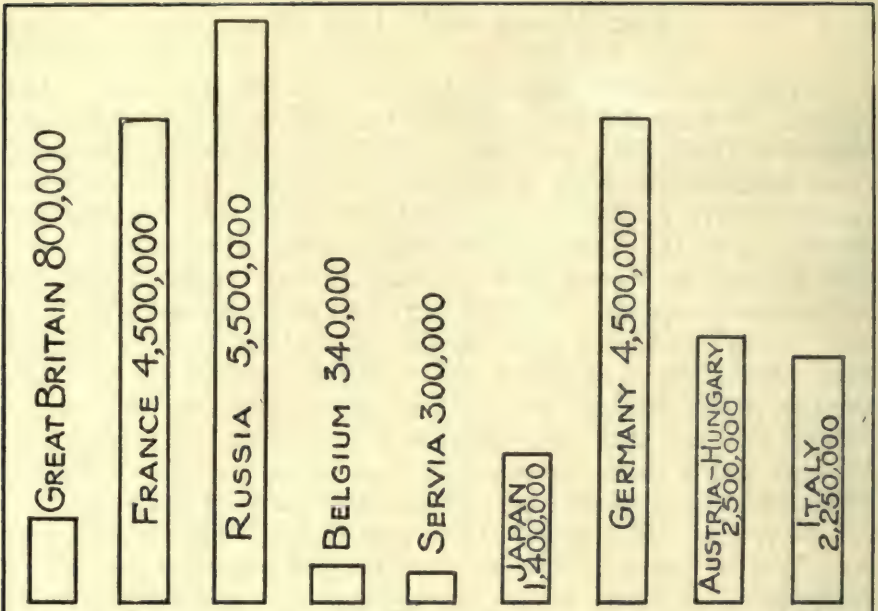 GREAT BRITAIN 800,000
FRANCE 4,500,000
RUSSIA 5,500,000
BELGIUM 340,000
SERVIA 300,000
JAPAN
1,400,000
GERMANY 4,500,000
AUSTRIA-HUNGARY
2,500,000
ITALY
2,250,000